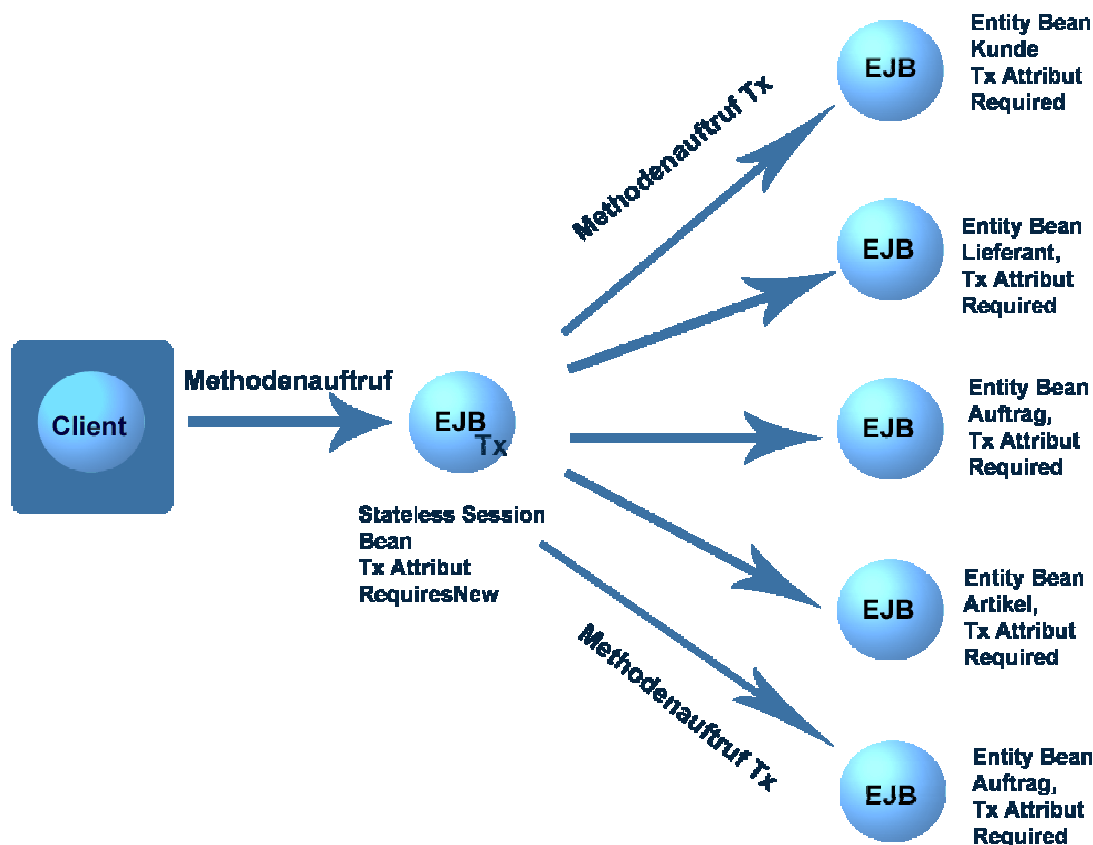 EJB
Entity Bean
Kunde
Tx Attribut
Required
Methodenauftruf Tx
EJB
Entity Bean
Lieferant,
Tx Attribut
Required
Client
Methodenauftruf
EJB
Tx
Stateless Session
Bean
Tx Attribut
RequiresNew
EJB
Entity Bean
Auftrag,
Tx Attribut
Required
EJB
Entity Bean
Artikel,
Tx Attribut
Required
Methodenauftruf Tx
EJB
Entity Bean
Auftrag,
Tx Attribut
Required